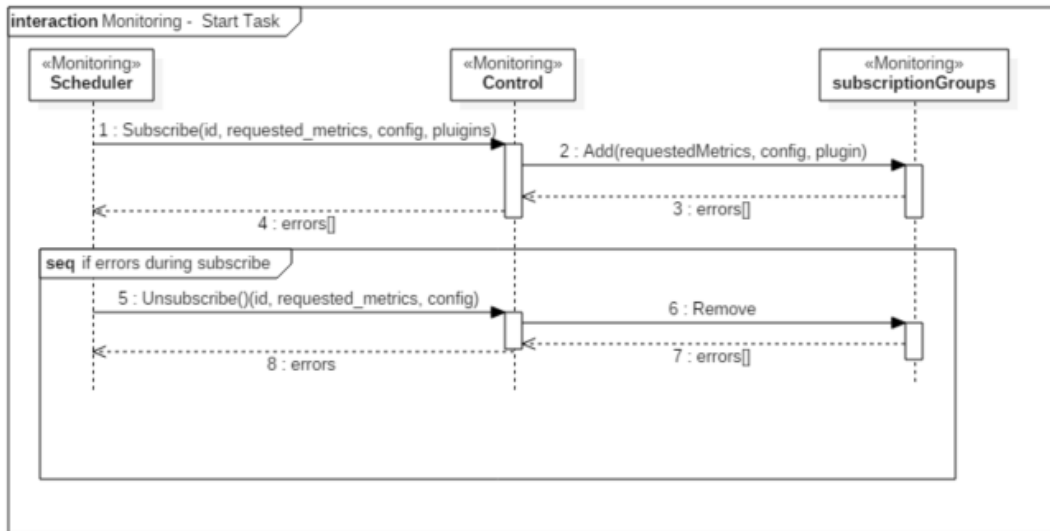 interaction Monitoring - Start Task
«Monitoring»
Scheduler
«Monitoring»
Control
«Monitoring»
subscriptionGroups
1 : Subscribe(id, requested_metrics, config, pluigins)
2 : Add(requestedMetrics, config, plugin)
3 : errors[]
4 : errors[]
seq if errors during subscribe
5 : Unsubscribe()(id, requested_metrics, config)
6 : Remove
7 : errors[]
8 : errors